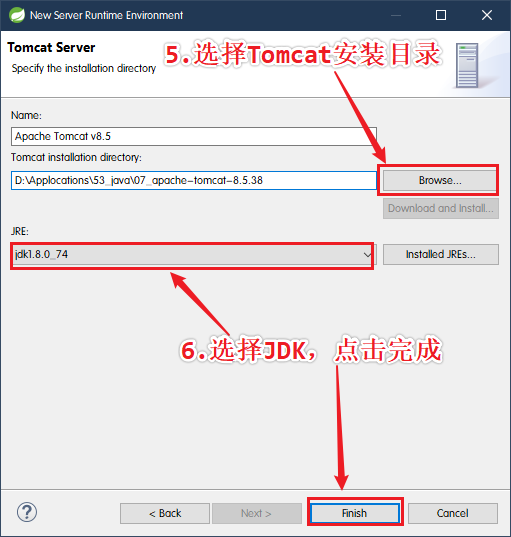 New Server Runtime Environment
Tomcat Server
Specify the installation directory
5.选择Tomcat安装目录
Name:
Apache Tomcat v8.5
Tomcat installation directory:
D:\Applocations\53_java\07_apache-tomcat-8.5.38
Browse...
Download and Install...
JRE:
jdk1.8.0_74
Installed JREs...
6.选择JDK，点击完成
?
< Back
Next >
Finish
Cancel